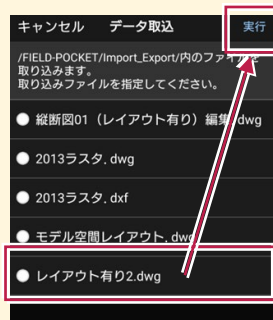 キャンセル データ取込 実行
/FIELD-POCKET/Import_Export/内のファイルを
取り込みます。
取り込みファイルを指定してください。
縦断図01（レイアウト有り）編集.dwg
2013ラスタ.dwg
2013ラスタ.dxf
モデル空間レイアウト.dwg
レイアウト有り2.dwg